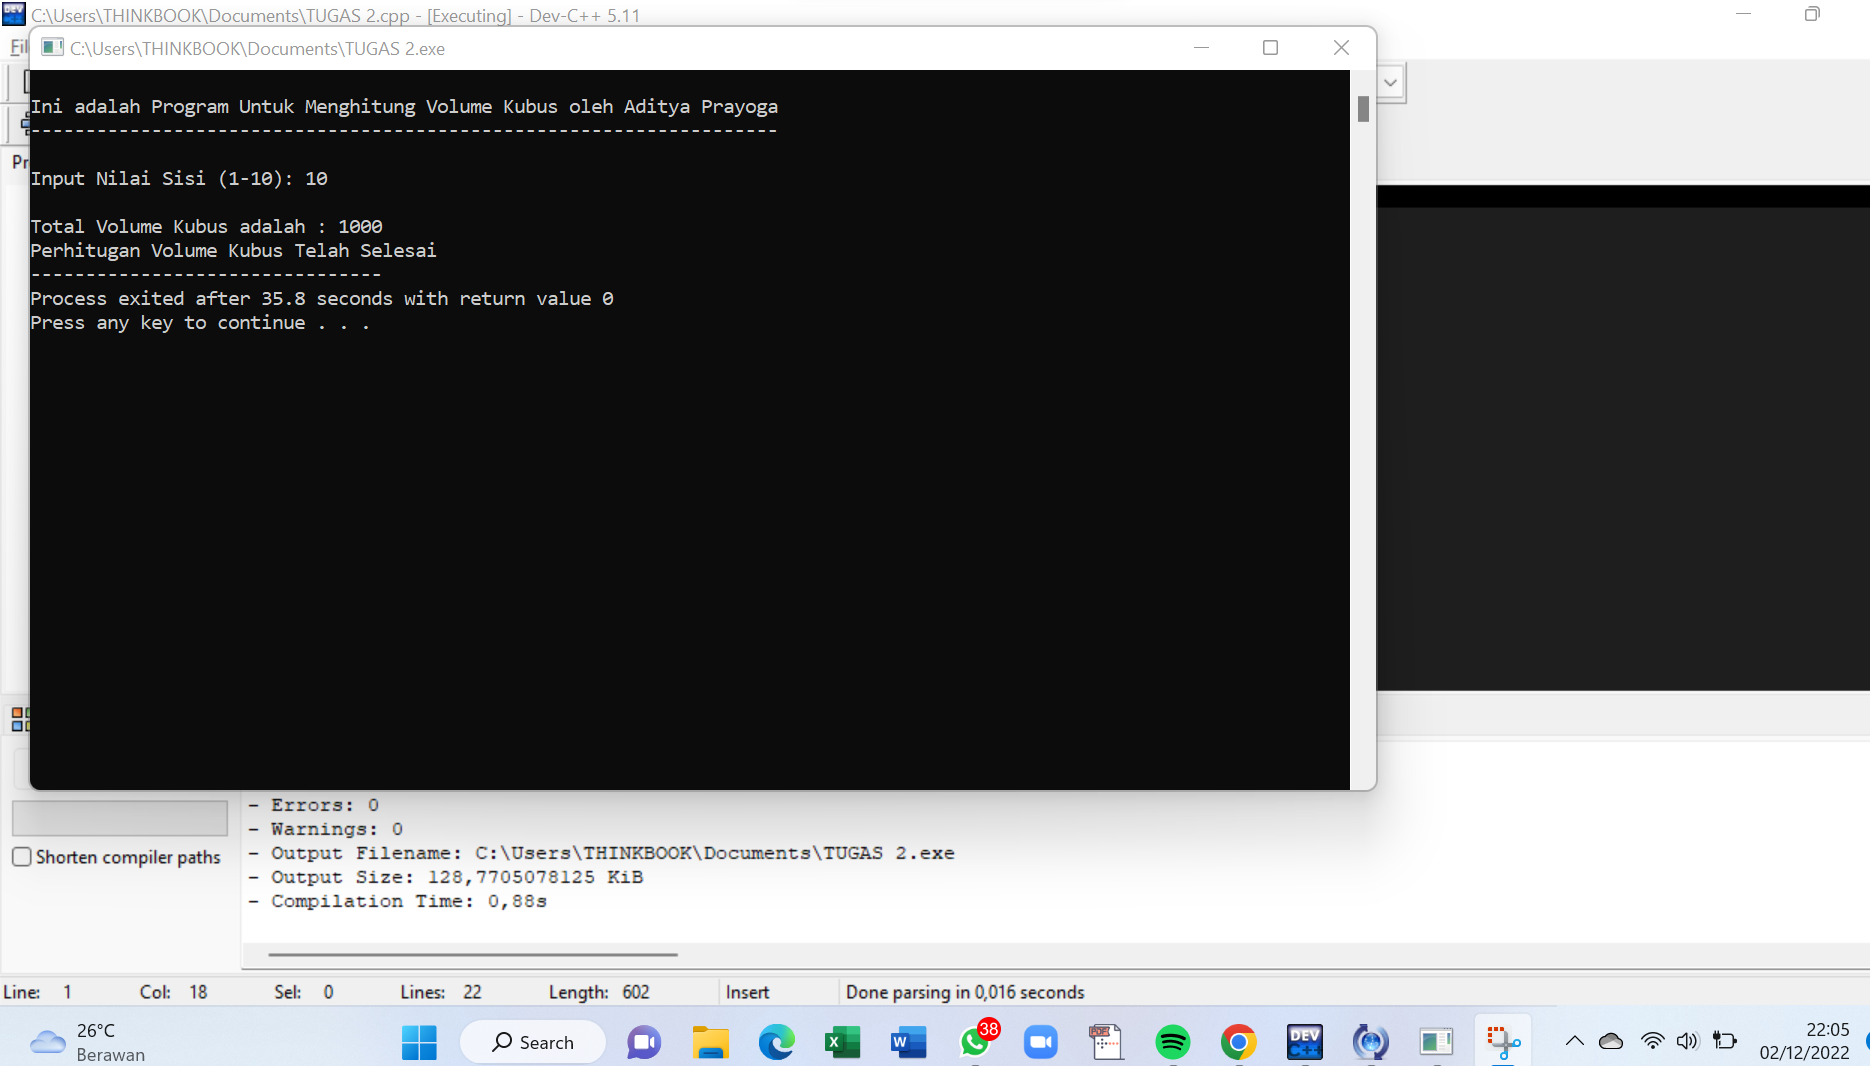 C:\Users\THINKBOOK\Documents\TUGAS 2.cpp - [Executing] - Dev-C++ 5.11
C:\Users\THINKBOOK\Documents\TUGAS 2.exe
Ini adalah Program Untuk Menghitung Volume Kubus oleh Aditya Prayoga
--------------------------------------------------------------------
Input Nilai Sisi (1-10): 10
Total Volume Kubus adalah : 1000
Perhitugan Volume Kubus Telah Selesai
--------------------------------
Process exited after 35.8 seconds with return value 0
Press any key to continue . . .
- Errors: 0
- Warnings: 0
Shorten compiler paths
- Output Filename: C:\Users\THINKBOOK\Documents\TUGAS 2.exe
- Output Size: 128,7705078125 KiB
- Compilation Time: 0,88s
Line: 1 Col: 18 Sel: 0 Lines: 22 Length: 602 Insert Done parsing in 0,016 seconds
26°C
Berawan
Search
38
DEV
C++
22:05
02/12/2022